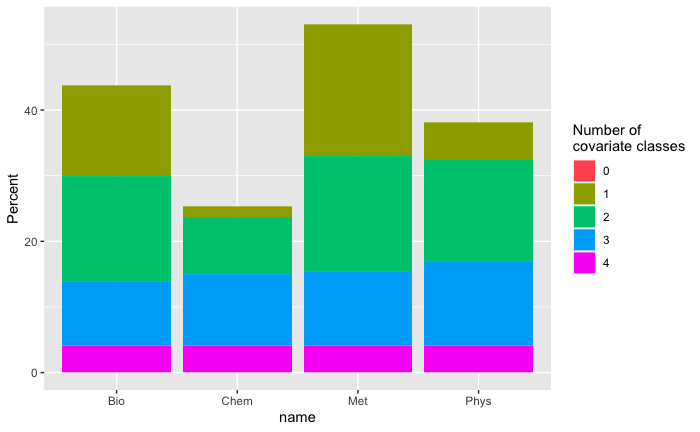 Percent
40
20
0
Bio
Chem
Met
Phys
name
Number of
covariate classes
0
1
2
3
4